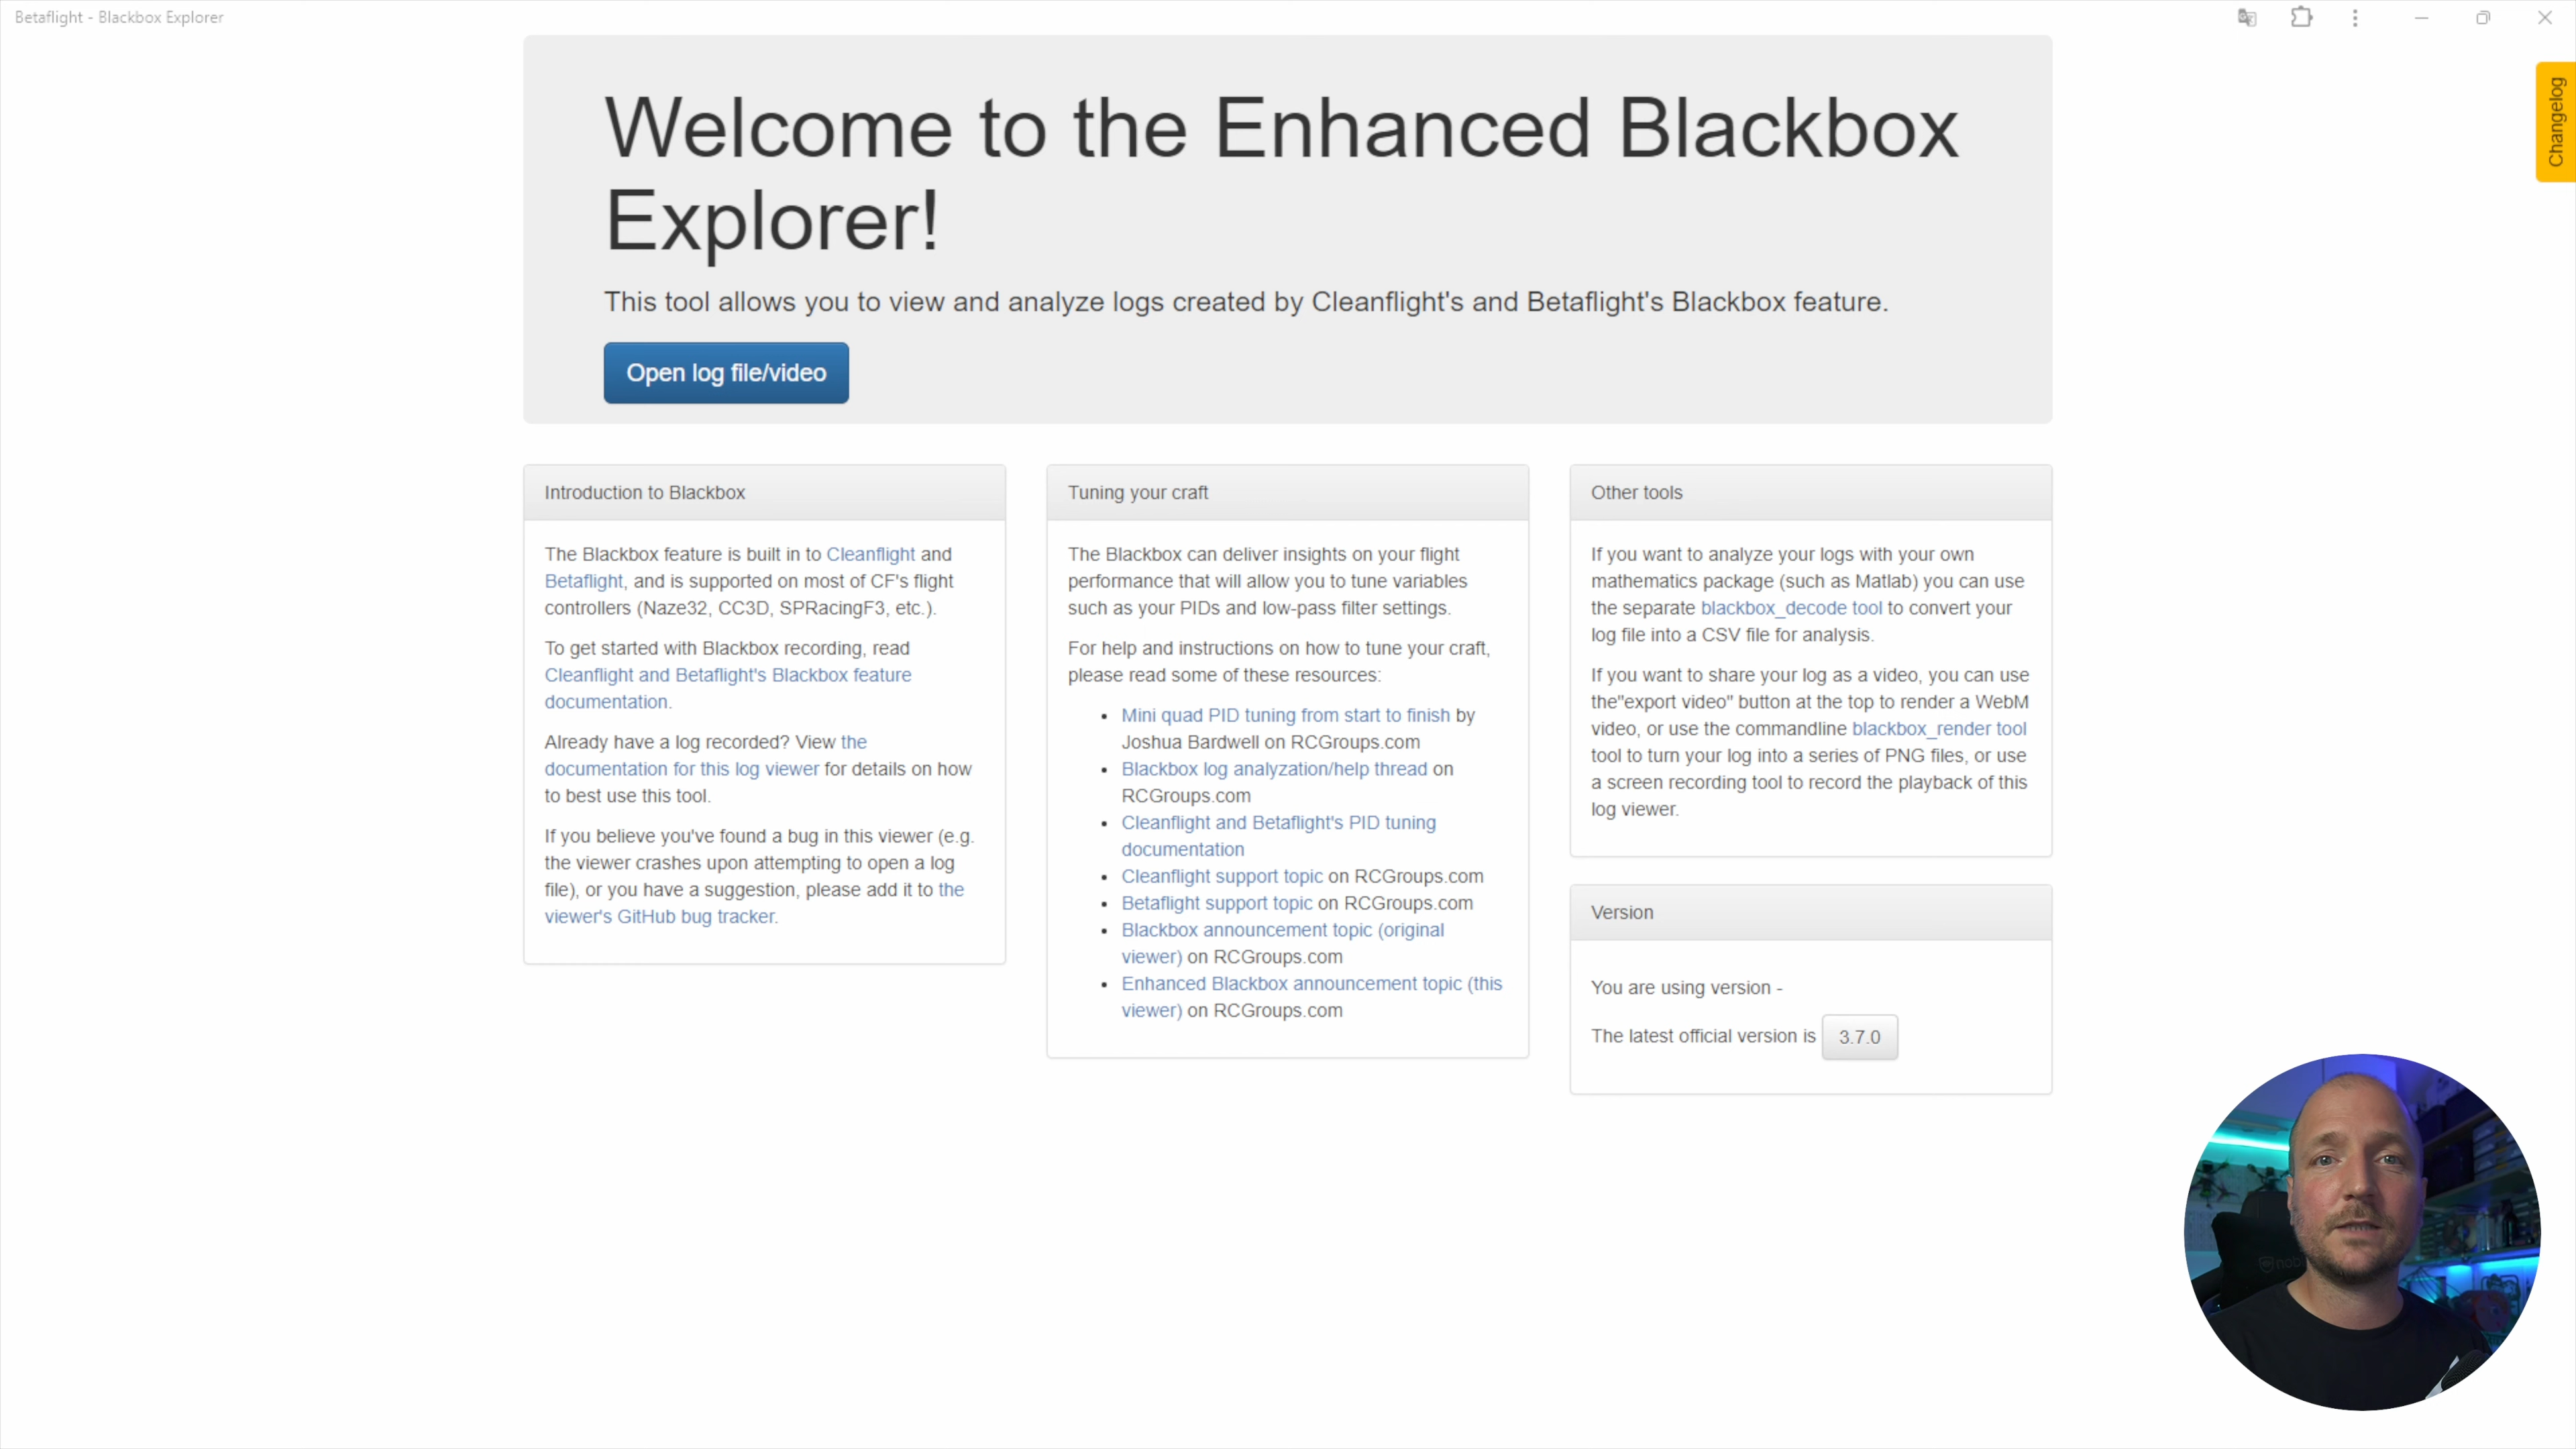 Betaflight - Blackbox Explorer
Changelog
Welcome to the Enhanced Blackbox
Explorer!
This tool allows you to view and analyze logs created by Cleanflight's and Betaflight's Blackbox feature.
Open log file/video
Introduction to Blackbox
The Blackbox feature is built in to Cleanflight and
Betaflight, and is supported on most of CF's flight
controllers (Naze32, CC3D, SPRacingF3, etc.).
To get started with Blackbox recording, read
Cleanflight and Betaflight's Blackbox feature
documentation.
Already have a log recorded? View the
documentation for this log viewer for details on how
to best use this tool.
If you believe you've found a bug in this viewer (e.g.
the viewer crashes upon attempting to open a log
file), or you have a suggestion, please add it to the
viewer's GitHub bug tracker.
Tuning your craft
The Blackbox can deliver insights on your flight
performance that will allow you to tune variables
such as your PIDs and low-pass filter settings.
For help and instructions on how to tune your craft,
please read some of these resources:
• Mini quad PID tuning from start to finish by
Joshua Bardwell on RCGroups.com
• Blackbox log analyzation/help thread on
RCGroups.com
• Cleanflight and Betaflight's PID tuning
documentation
• Cleanflight support topic on RCGroups.com
• Betaflight support topic on RCGroups.com
• Blackbox announcement topic (original
viewer) on RCGroups.com
• Enhanced Blackbox announcement topic (this
viewer) on RCGroups.com
Other tools
If you want to analyze your logs with your own
mathematics package (such as Matlab) you can use
the separate blackbox_decode tool to convert your
log file into a CSV file for analysis.
If you want to share your log as a video, you can use
the"export video" button at the top to render a WebM
video, or use the commandline blackbox_render tool
tool to turn your log into a series of PNG files, or use
a screen recording tool to record the playback of this
log viewer.
Version
You are using version -
The latest official version is 3.7.0